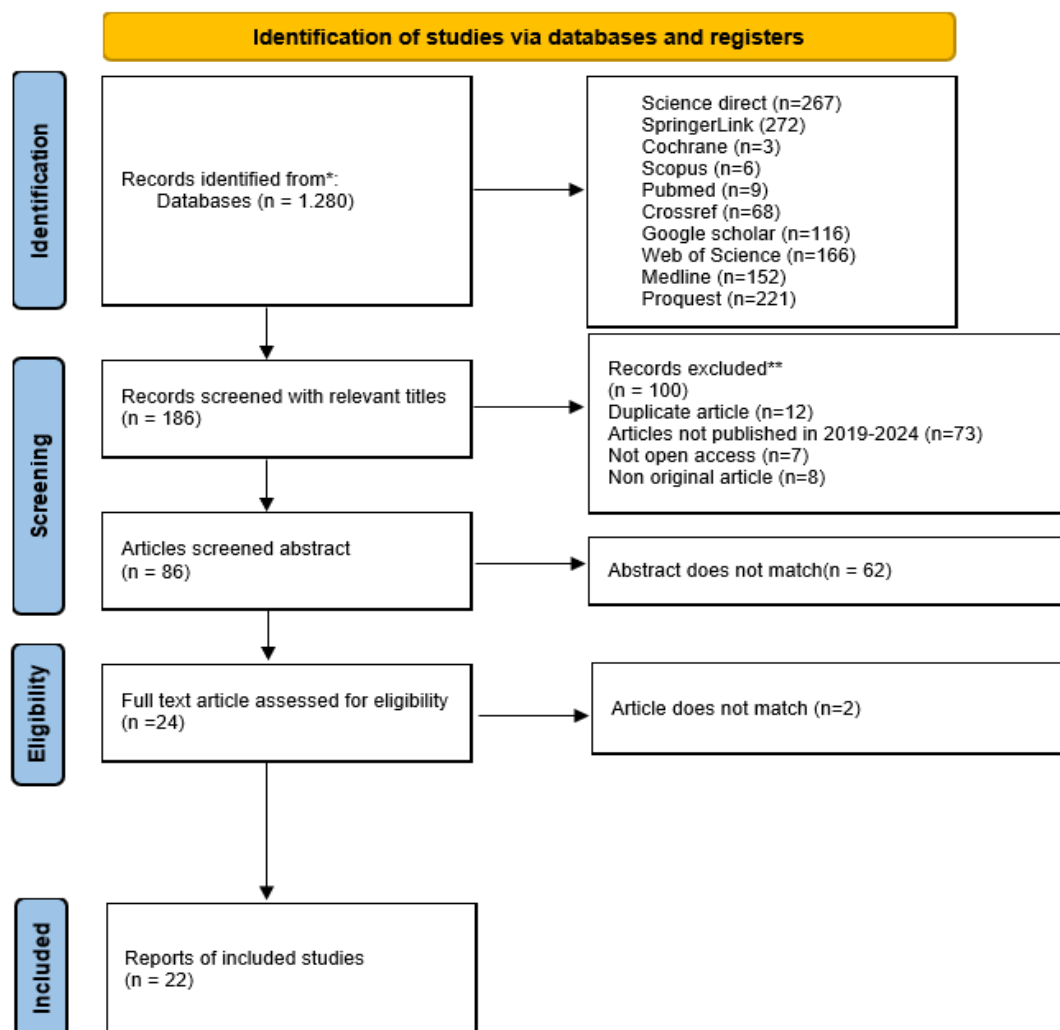 Identification of studies via databases and registers
Identification
Records identified from*:
Databases (n = 1.280)
Science direct (n=267)
SpringerLink (272)
Cochrane (n=3)
Scopus (n=6)
Pubmed (n=9)
Crossref (n=68)
Google scholar (n=116)
Web of Science (n=166)
Medline (n=152)
Proquest (n=221)
Screening
Records screened with relevant titles
(n = 186)
Records excluded**
(n = 100)
Duplicate article (n=12)
Articles not published in 2019-2024 (n=73)
Not open access (n=7)
Non original article (n=8)
Articles screened abstract
(n = 86)
Abstract does not match(n = 62)
Eligibility
Full text article assessed for eligibility
(n =24)
Article does not match (n=2)
Included
Reports of included studies
(n = 22)